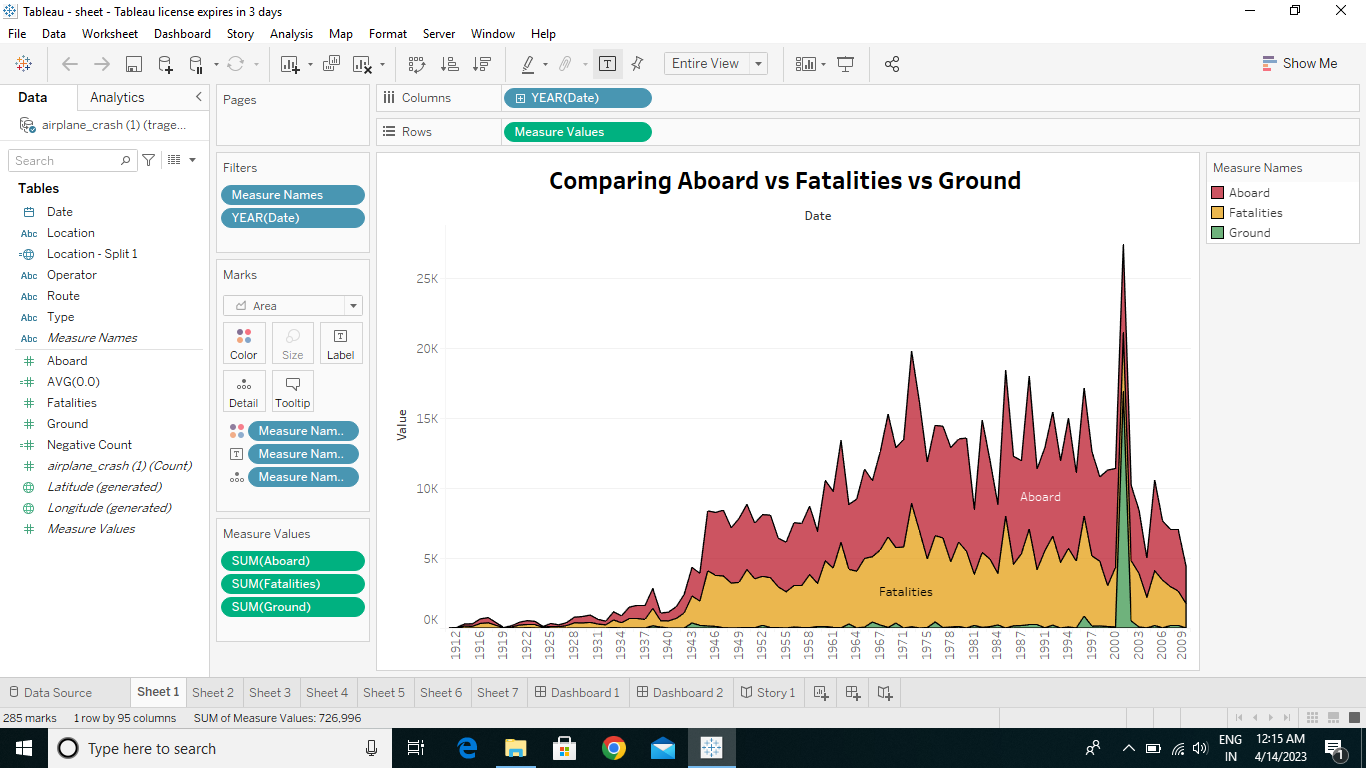 Tableau - sheet - Tableau license expires in 3 days
File Data Worksheet Dashboard Story Analysis Map Format Server Window Help
Entire View
Show Me
Data Analytics
airplane_crash (1) (trage...
Search
Tables
Date
Abc Location
Location - Split 1
Abc Operator
Abc Route
Abc Type
Abc Measure Names
Aboard
AVG(0.0)
Fatalities
Ground
Negative Count
airplane_crash (1) (Count)
Latitude (generated)
Longitude (generated)
Measure Values
Pages
Filters
Measure Names
YEAR(Date)
Marks
Area
Color Size Label
Detail Tooltip
Measure Nam..
Measure Nam..
Measure Nam..
Measure Values
SUM(Aboard)
SUM(Fatalities)
SUM(Ground)
Columns YEAR(Date)
Rows Measure Values
Comparing Aboard vs Fatalities vs Ground
Date
Value
25K
20K
15K
10K
5K
0K
Aboard
Fatalities
1912 1916 1919 1922 1925 1928 1931 1934 1937 1940 1943 1946 1949 1952 1955 1958 1961 1964 1967 1971 1975 1978 1981 1984 1987 1991 1994 1997 2000 2003 2006 2009
Measure Names
Aboard
Fatalities
Ground
Data Source Sheet 1 Sheet 2 Sheet 3 Sheet 4 Sheet 5 Sheet 6 Sheet 7 Dashboard 1 Dashboard 2 Story 1
285 marks 1 row by 95 columns SUM of Measure Values: 726,996
Type here to search
ENG
IN
12:15 AM
4/14/2023
1